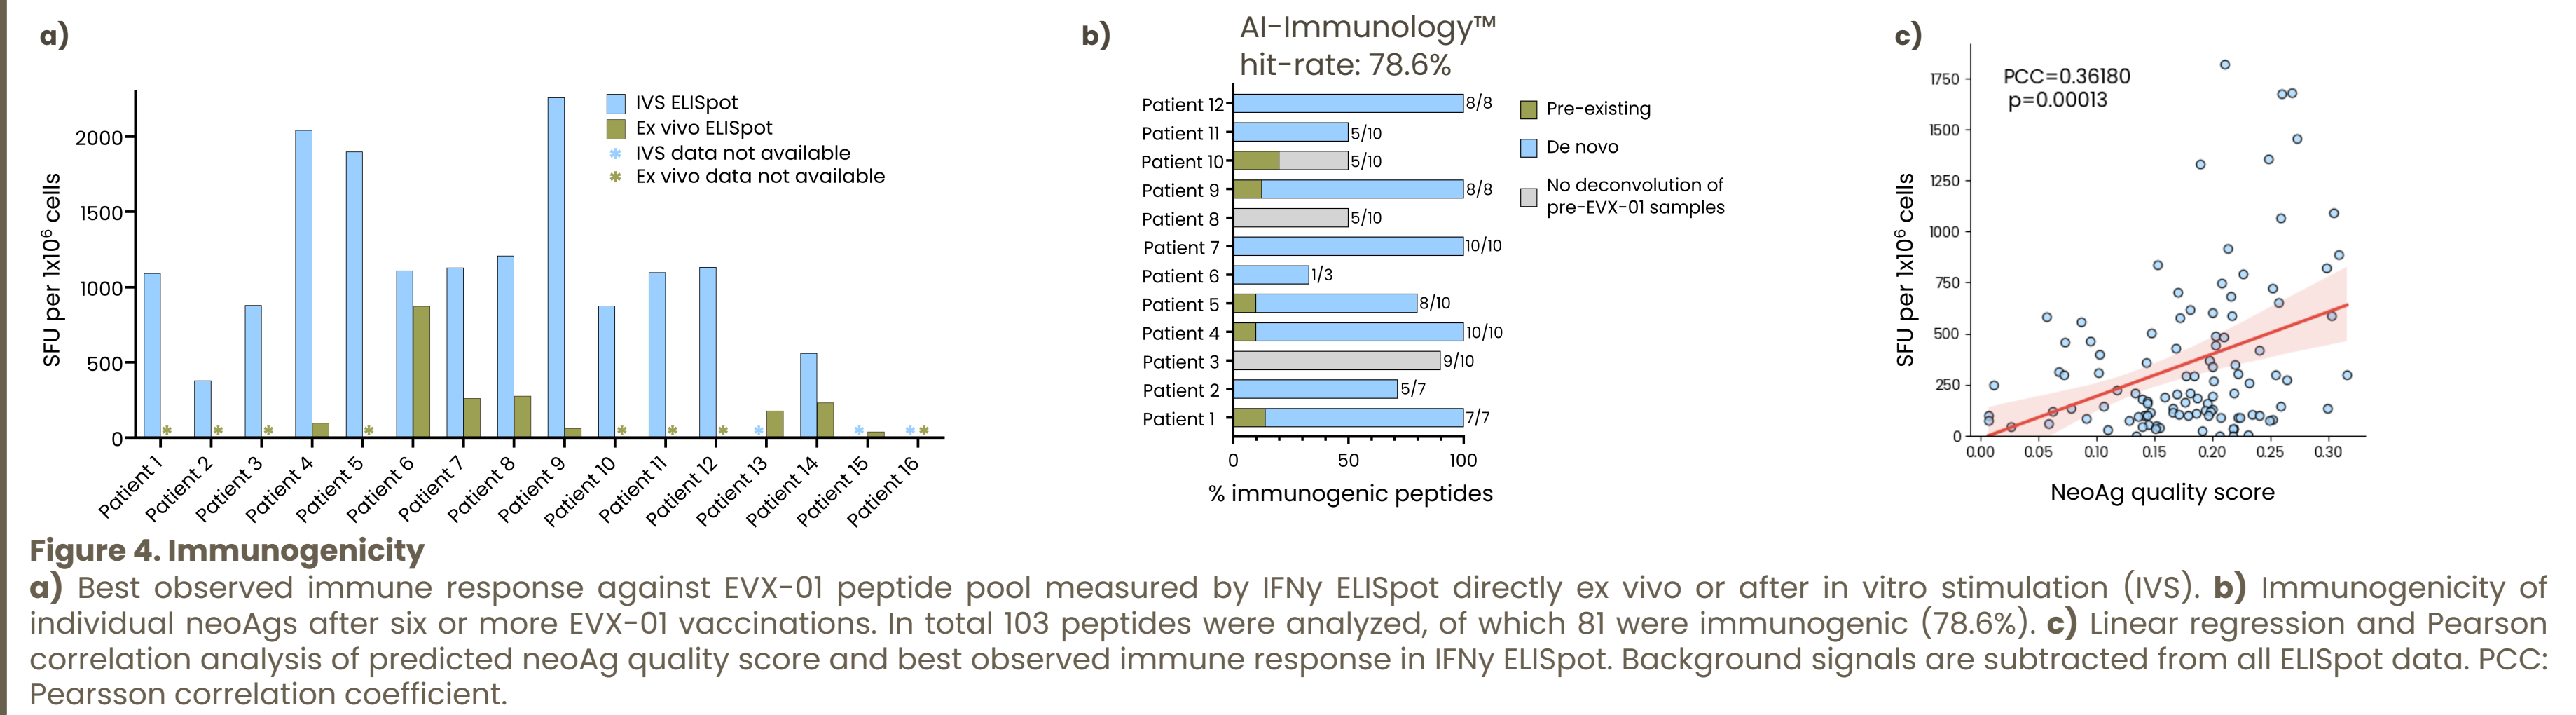 a)
SFU per 1x10⁶ cells
2000
1500
1000
500
0
IVS ELISpot
Ex vivo ELISpot
* IVS data not available
* Ex vivo data not available
* * * * * * * * * * * *
Patient 1
Patient 2
Patient 3
Patient 4
Patient 5
Patient 6
Patient 7
Patient 8
Patient 9
Patient 10
Patient 11
Patient 12
Patient 13
Patient 14
Patient 15
Patient 16
b)
AI-Immunology™
hit-rate: 78.6%
Patient 12 8/8
Patient 11 5/10
Patient 10 5/10
Patient 9 8/8
Patient 8 5/10
Patient 7 10/10
Patient 6 1/3
Patient 5 8/10
Patient 4 10/10
Patient 3 9/10
Patient 2 5/7
Patient 1 7/7
0 50 100
% immunogenic peptides
Pre-existing
De novo
No deconvolution of
pre-EVX-01 samples
c)
PCC=0.36180
p=0.00013
SFU per 1x10⁶ cells
1750
1500
1250
1000
750
500
250
0
0.00 0.05 0.10 0.15 0.20 0.25 0.30
NeoAg quality score
Figure 4. Immunogenicity
a) Best observed immune response against EVX-01 peptide pool measured by IFNy ELISpot directly ex vivo or after in vitro stimulation (IVS). b) Immunogenicity of
individual neoAgs after six or more EVX-01 vaccinations. In total 103 peptides were analyzed, of which 81 were immunogenic (78.6%). c) Linear regression and Pearson
correlation analysis of predicted neoAg quality score and best observed immune response in IFNy ELISpot. Background signals are subtracted from all ELISpot data. PCC:
Pearsson correlation coefficient.